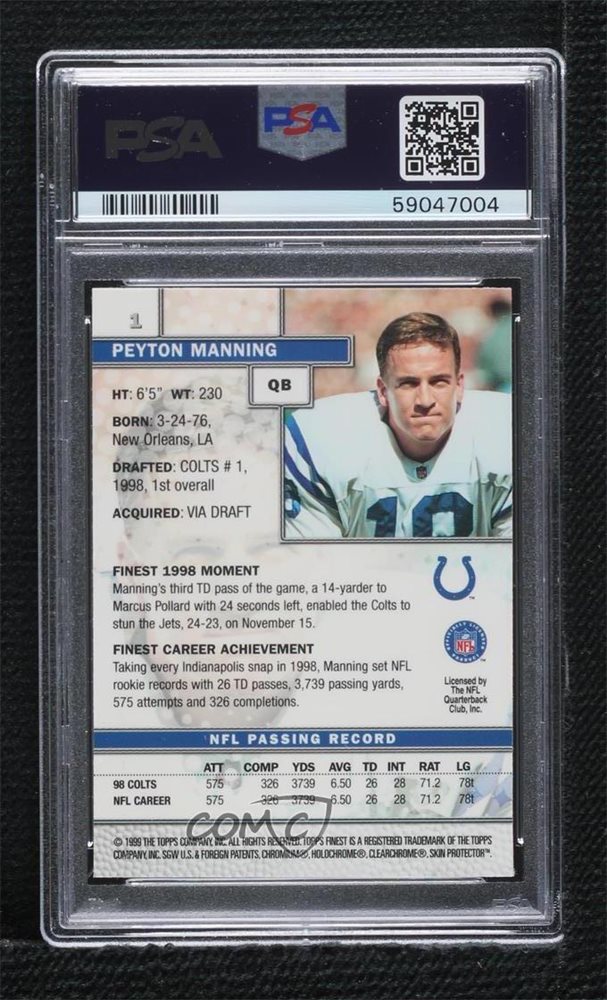 PSA
PSA
59047004
1
PEYTON MANNING
QB
HT: 6'5" WT: 230
BORN: 3-24-76,
New Orleans, LA
DRAFTED: COLTS # 1,
1998, 1st overall
ACQUIRED: VIA DRAFT
18
FINEST 1998 MOMENT
Manning's third TD pass of the game, a 14-yarder to
Marcus Pollard with 24 seconds left, enabled the Colts to
stun the Jets, 24-23, on November 15.
FINEST CAREER ACHIEVEMENT
Taking every Indianapolis snap in 1998, Manning set NFL
rookie records with 26 TD passes, 3,739 passing yards,
575 attempts and 326 completions.
NFL
Licensed by
The NFL
Quarterback
Club, Inc.
NFL PASSING RECORD
ATT COMP YDS AVG TD INT RAT LG
98 COLTS 575 326 3739 6.50 26 28 71.2 78t
NFL CAREER 575 326 3739 6.50 26 28 71.2 78t
COMC
© 1999 THE TOPPS COMPANY, INC. ALL RIGHTS RESERVED. TOPPS FINEST IS A REGISTERED TRADEMARK OF THE TOPPS
COMPANY, INC. SGW U.S. & FOREIGN PATENTS. CHROMIUM®, HOLOCHROME®, CLEARCHROME®, SKIN PROTECTOR™.